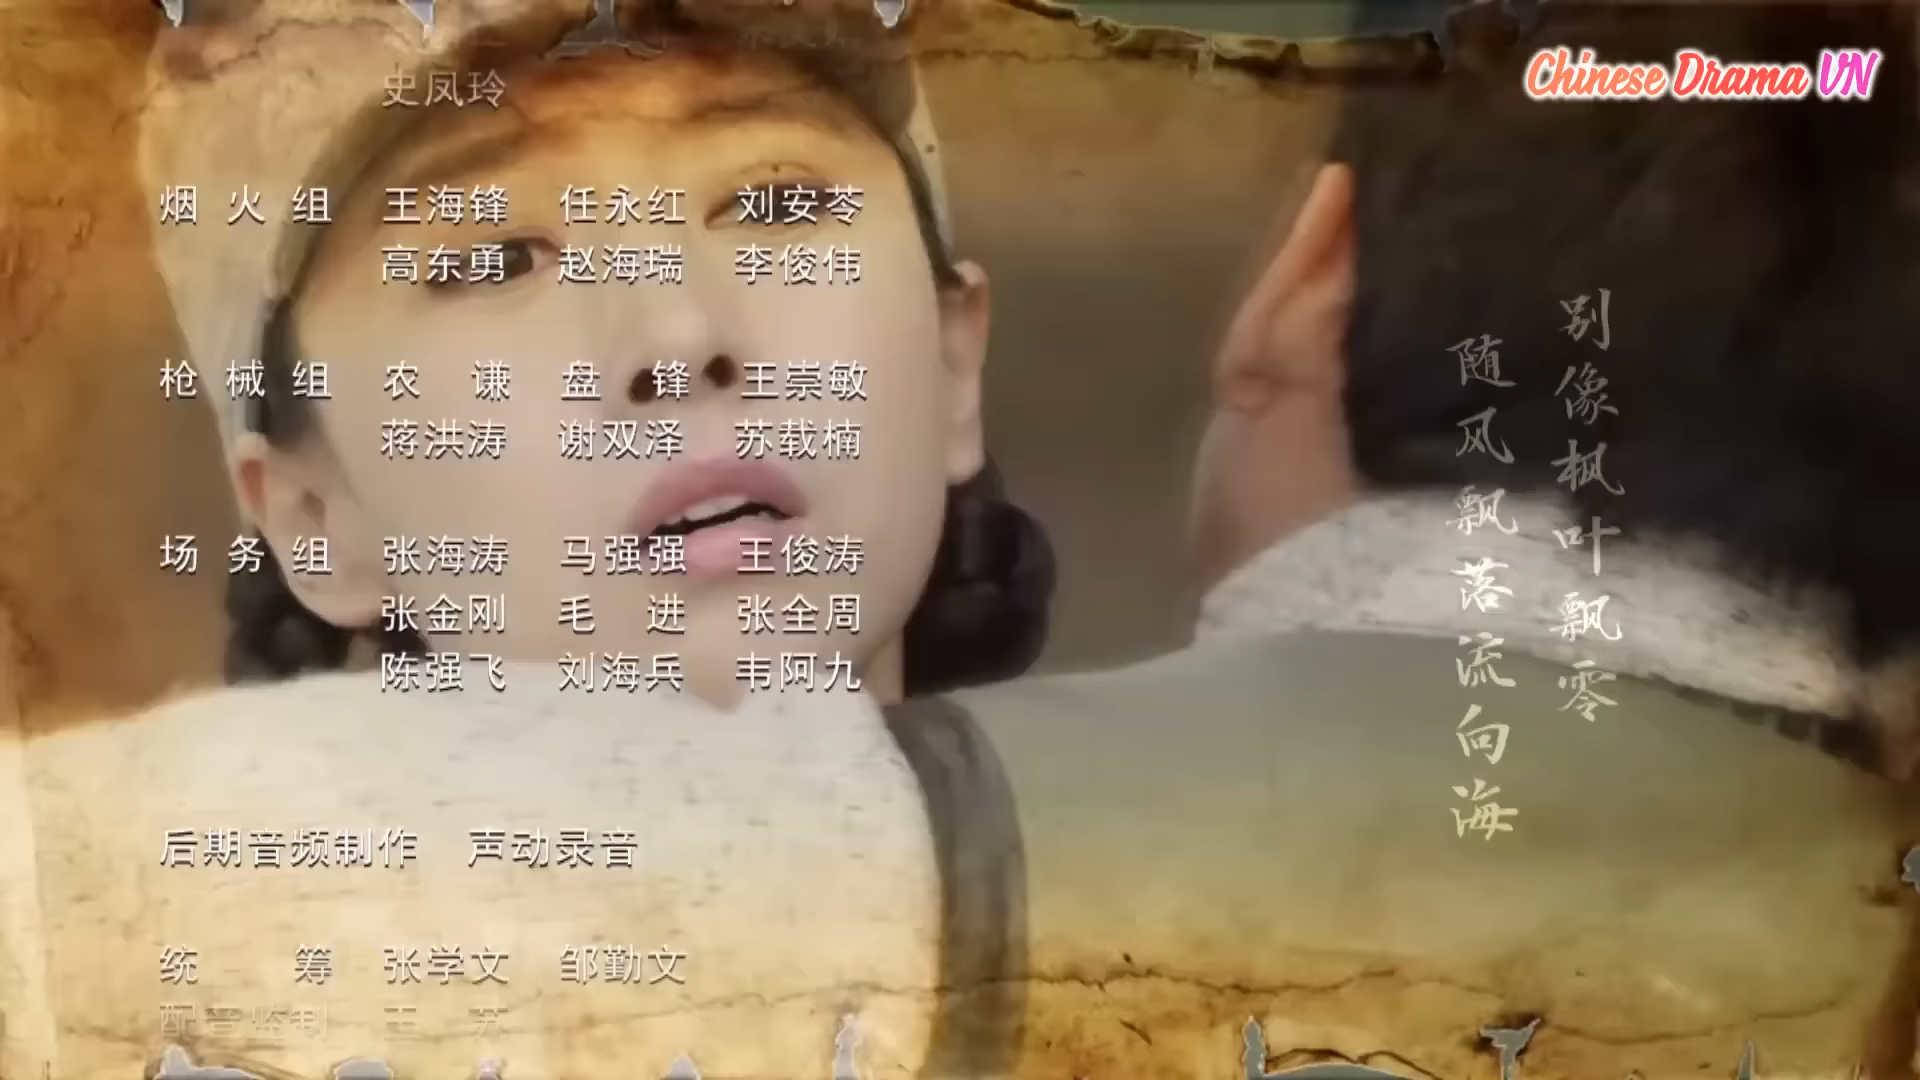 史凤玲
Chinese Drama VN
烟火组 王海锋 任永红 刘安苓
高东勇 赵海瑞 李俊伟
枪械组 农谦 盘锋 王崇敏
蒋洪涛 谢双泽 苏载楠
场务组 张海涛 马强强 王俊涛
张金刚 毛进 张全周
陈强飞 刘海兵 韦阿九
后期音频制作 声动录音
统筹 张学文 邹勤文
配音监制
别像枫叶飘零
随风飘落流向海